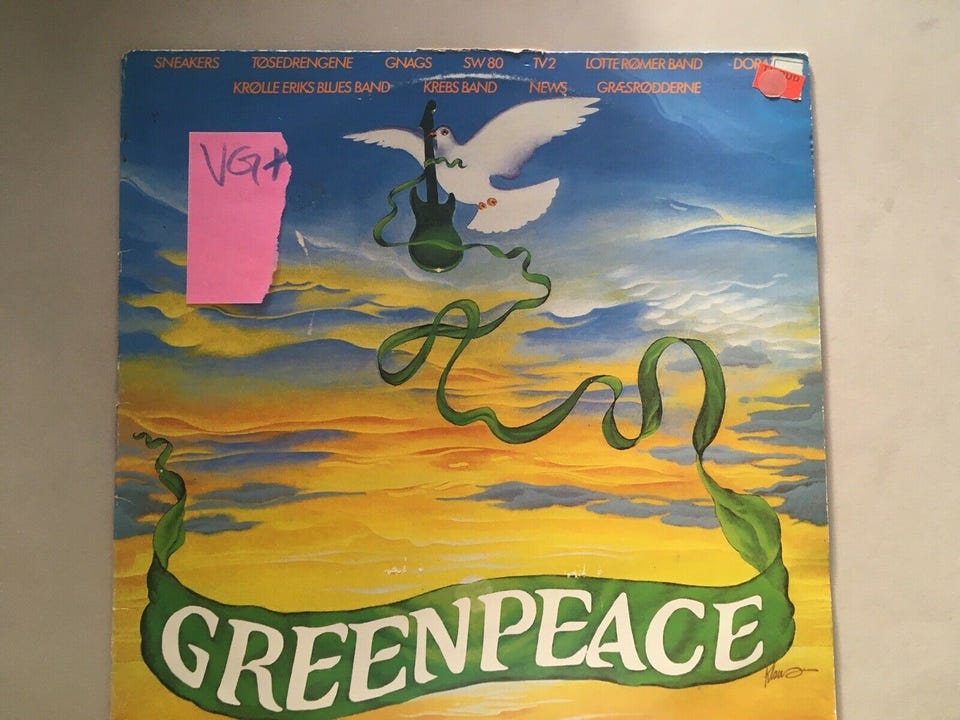 SNEAKERS TØSEDRENGENE GNAGS SW 80 TV2 LOTTE RØMER BAND
KRØLLE ERIKS BLUES BAND KREBS BAND NEWS GRÆSRØDDERNE
VG+
GREENPEACE